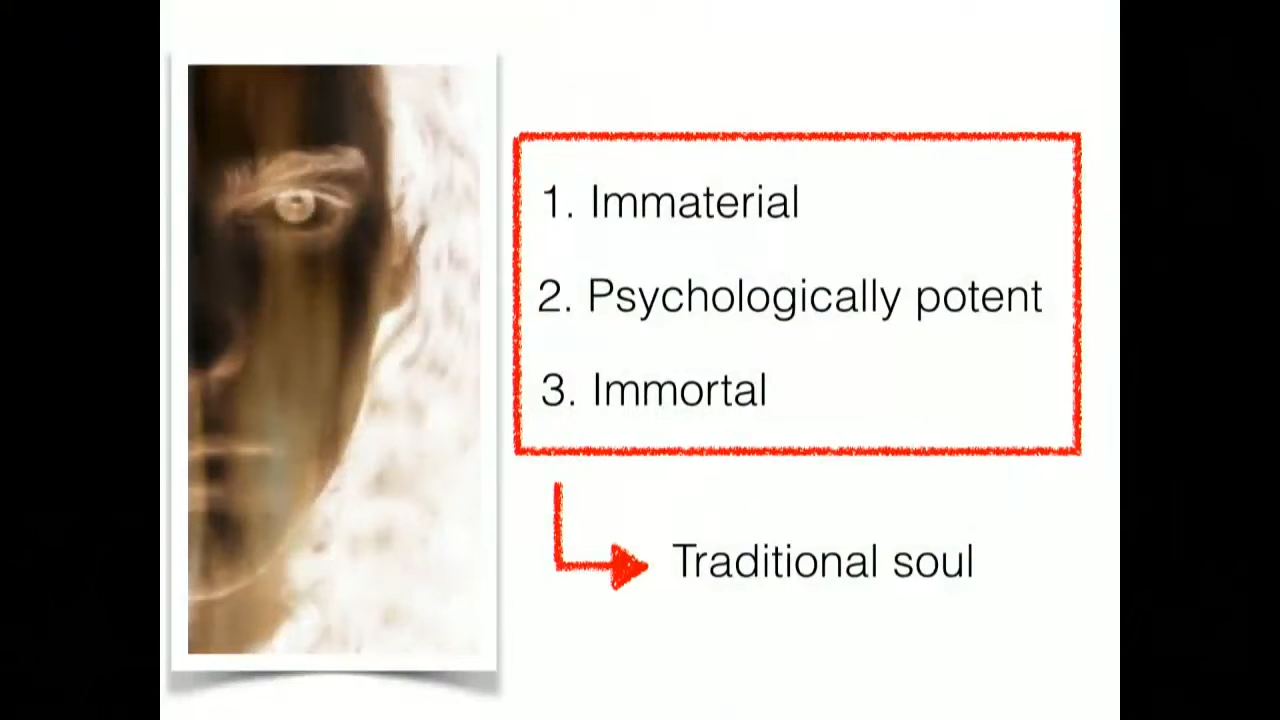 1. Immaterial
2. Psychologically potent
3. Immortal
Traditional soul